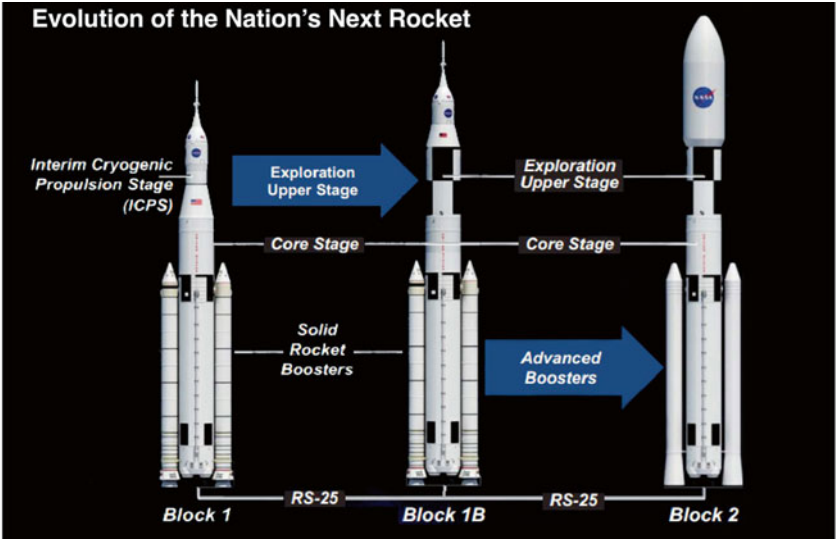 Evolution of the Nation's Next Rocket
NASA
Interim Cryogenic
Propulsion Stage
(ICPS)
Exploration
Upper Stage
Exploration
Upper Stage
Core Stage
Core Stage
Solid
Rocket
Boosters
Advanced
Boosters
RS-25
RS-25
Block 1
Block 1B
Block 2